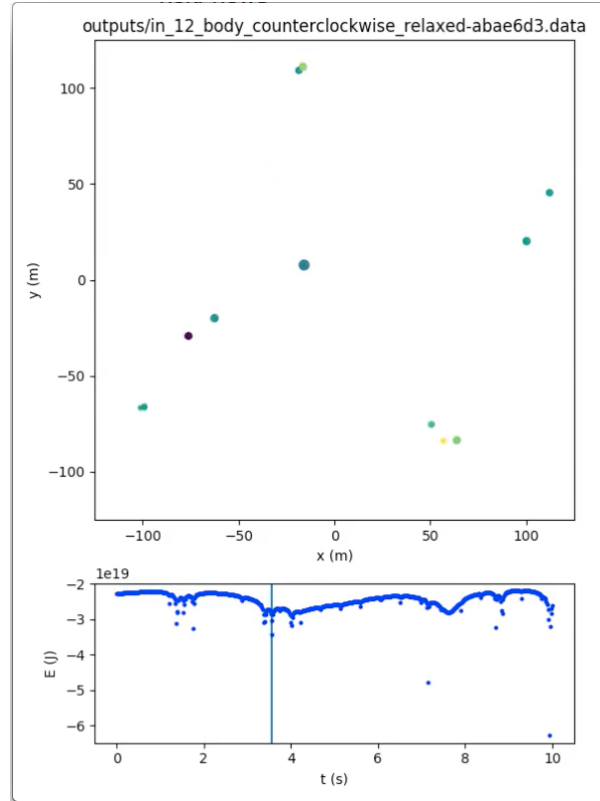 outputs/in_12_body_counterclockwise_relaxed-abae6d3.data
100
50
0
−50
−100
y (m)
−100 −50 0 50 100
x (m)
1e19
−2
−3
−4
−5
−6
E (J)
0 2 4 6 8 10
t (s)